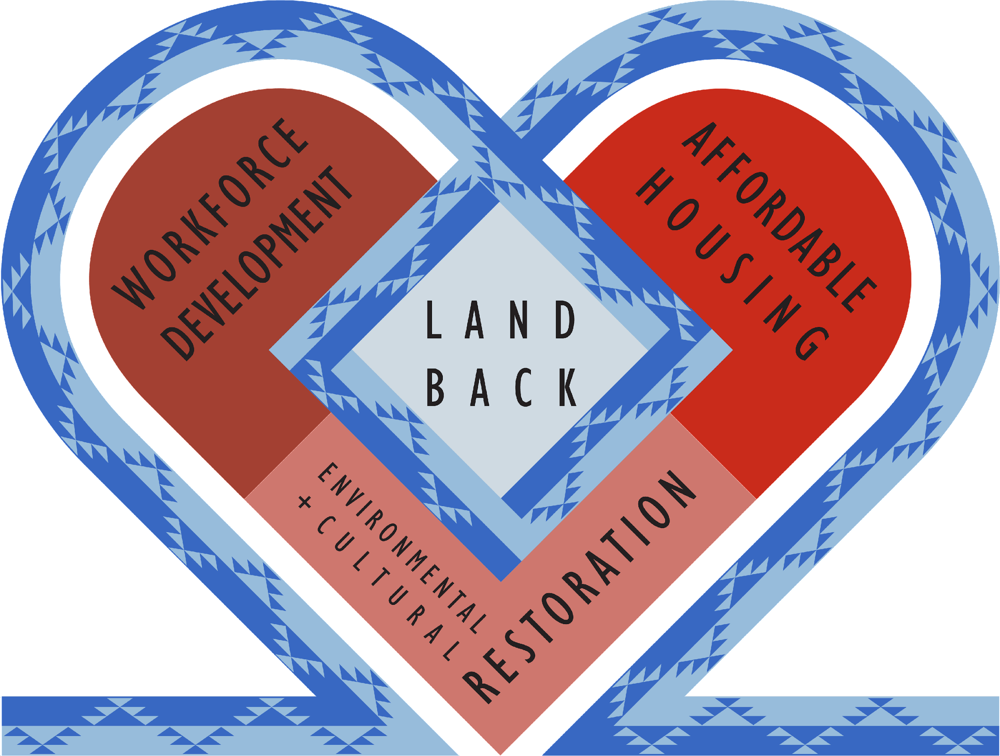 WORKFORCE
DEVELOPMENT
AFFORDABLE
HOUSING
LAND
BACK
ENVIRONMENTAL
+ CULTURAL
RESTORATION